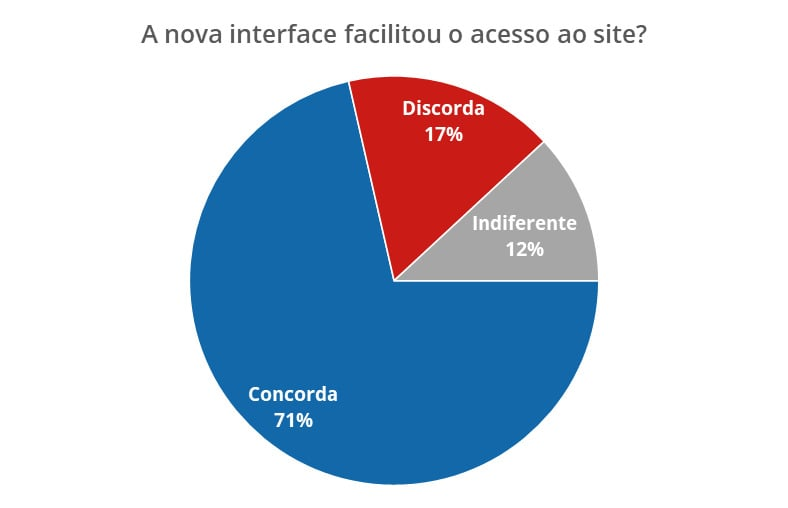 A nova interface facilitou o acesso ao site?
Discorda
17%
Indiferente
12%
Concorda
71%